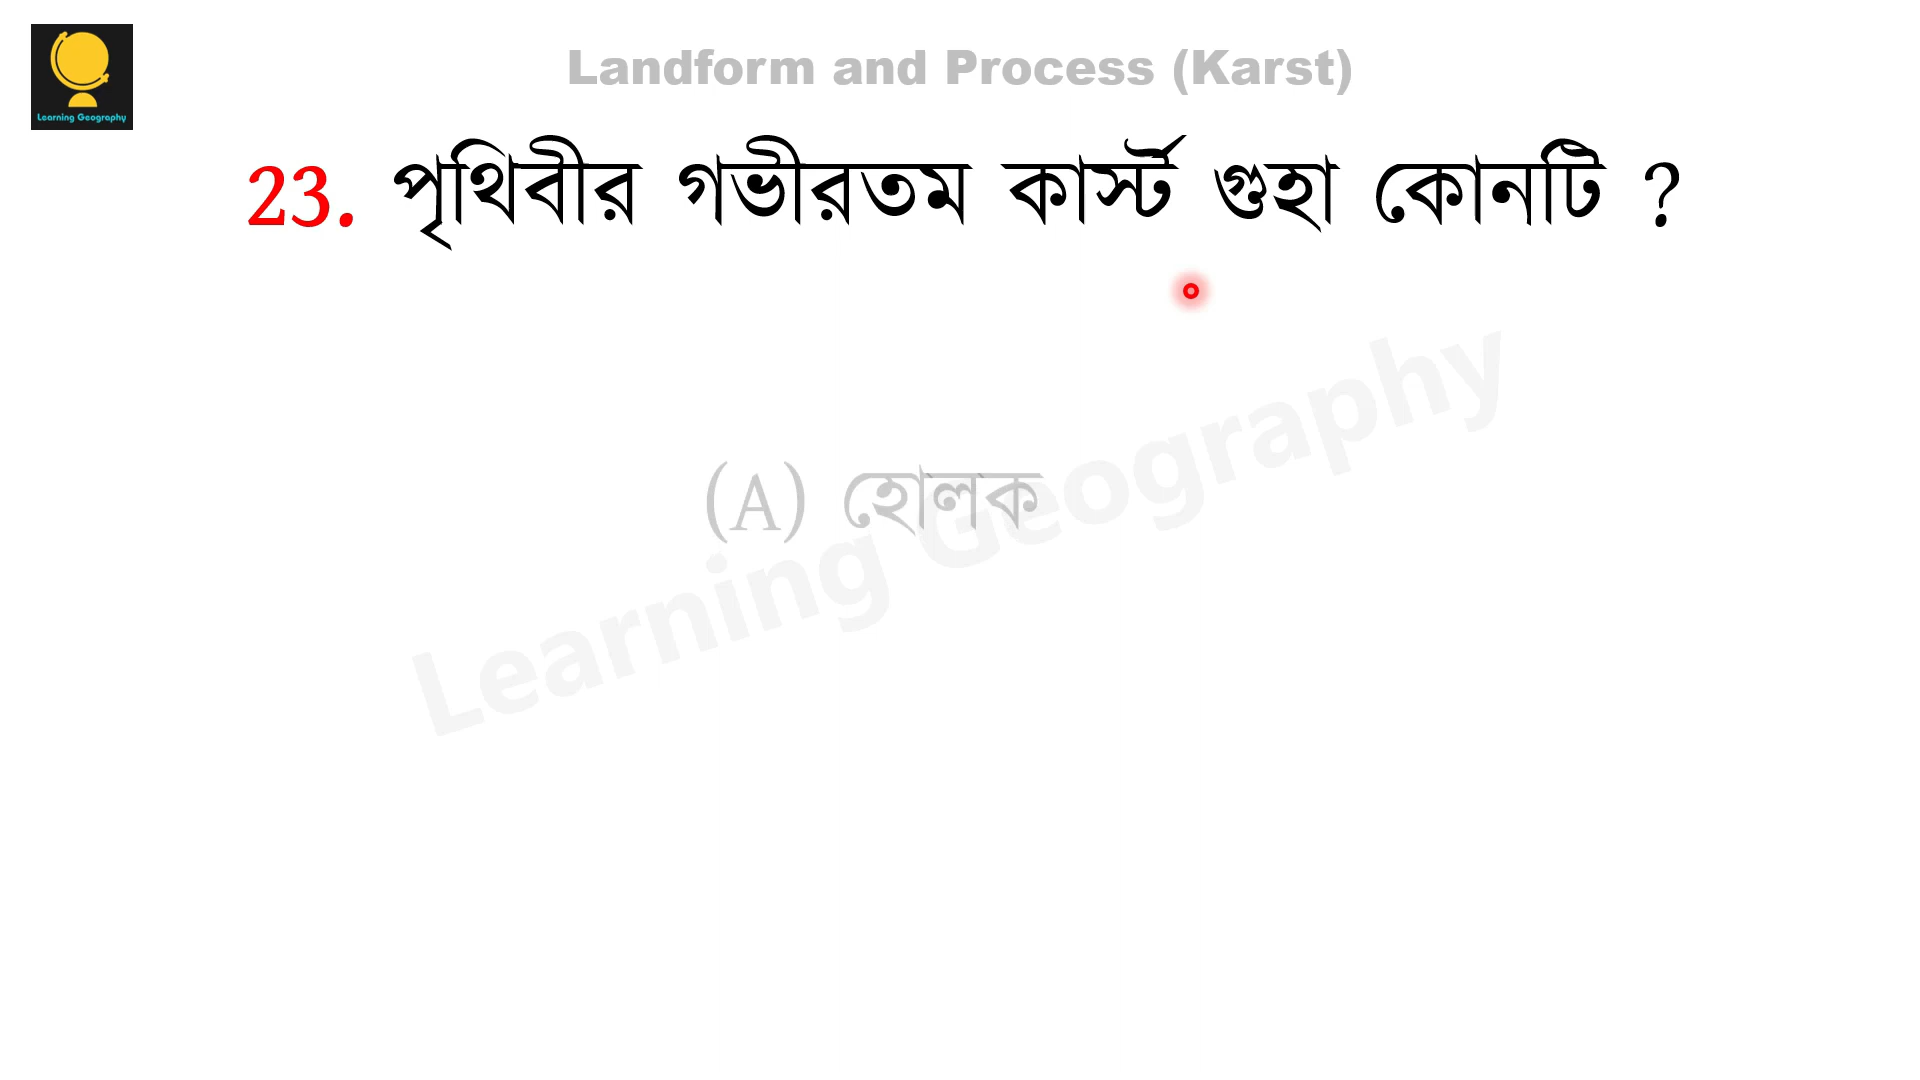 Landform and Process (Karst)
Learning Geography
23. পৃথিবীর গভীরতম কার্স্ট গুহা কোনটি ?
(A) হোলক
Learning Geography